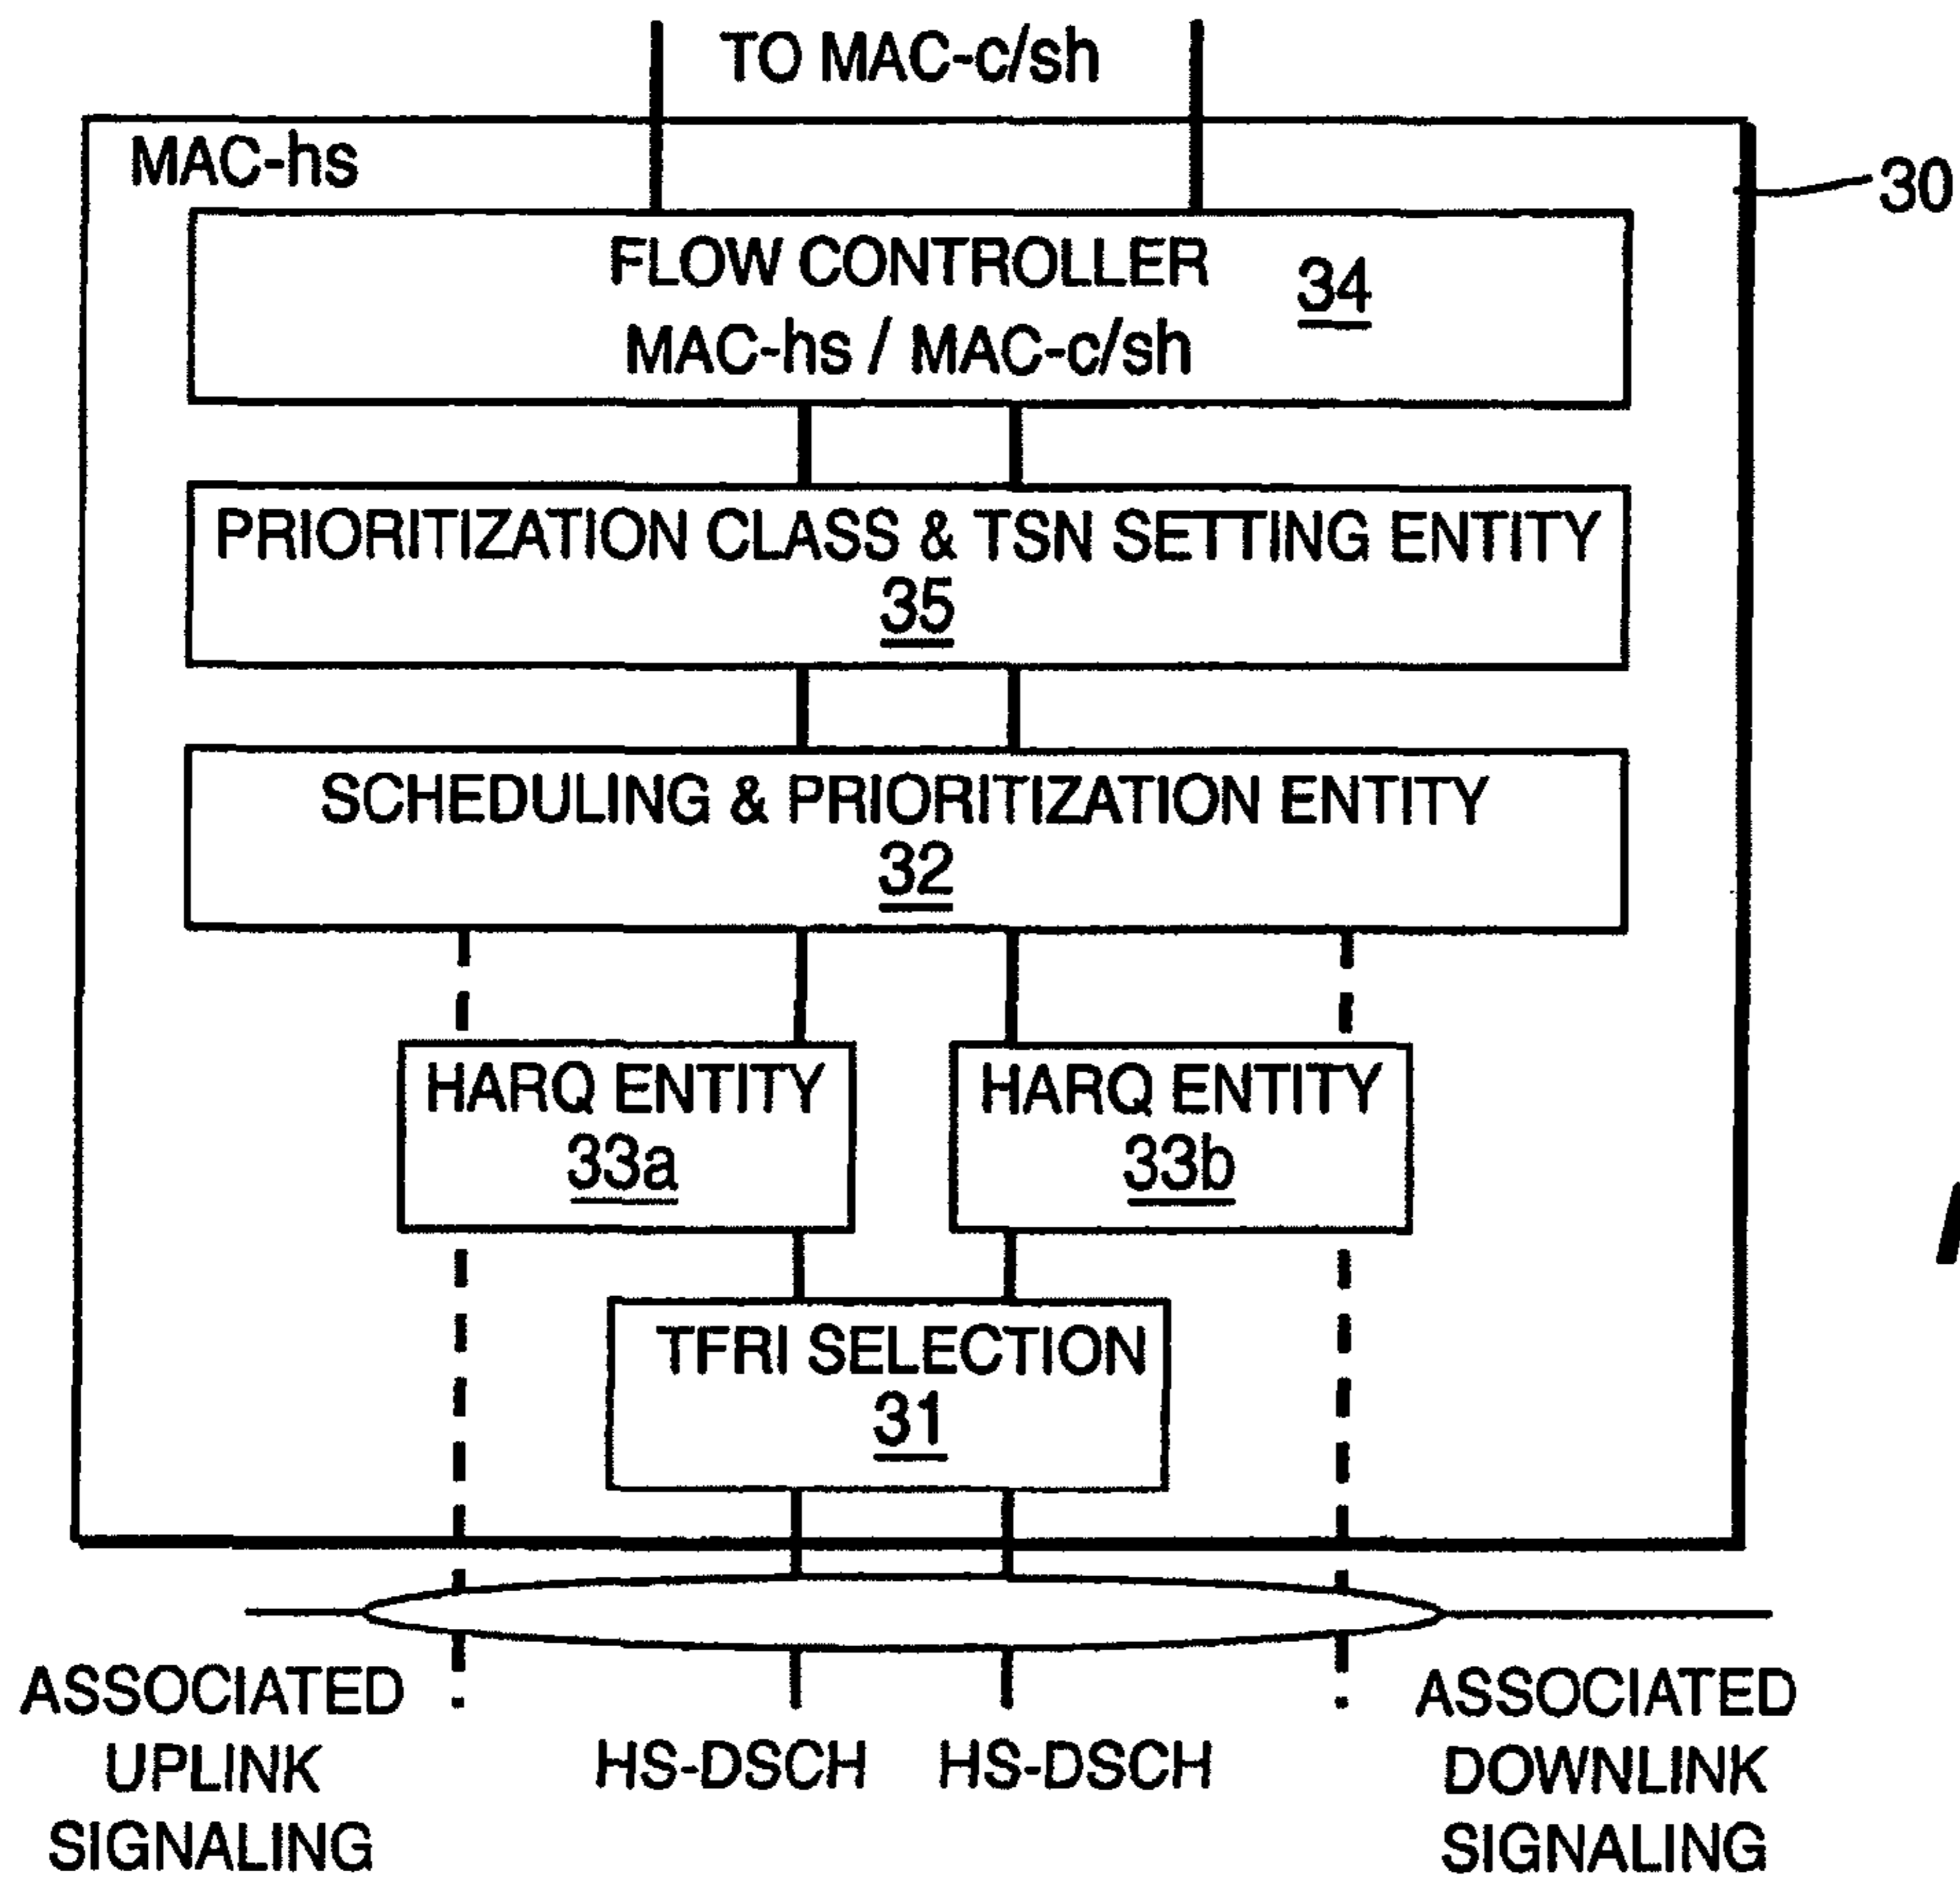 TO MAC-c/sh
MAC-hs
30
FLOW CONTROLLER
34
MAC-hs / MAC-c/sh
PRIORITIZATION CLASS & TSN SETTING ENTITY
35
SCHEDULING & PRIORITIZATION ENTITY
32
HARQ ENTITY
33a
HARQ ENTITY
33b
TFRI SELECTION
31
ASSOCIATED
UPLINK
SIGNALING
HS-DSCH
HS-DSCH
ASSOCIATED
DOWNLINK
SIGNALING